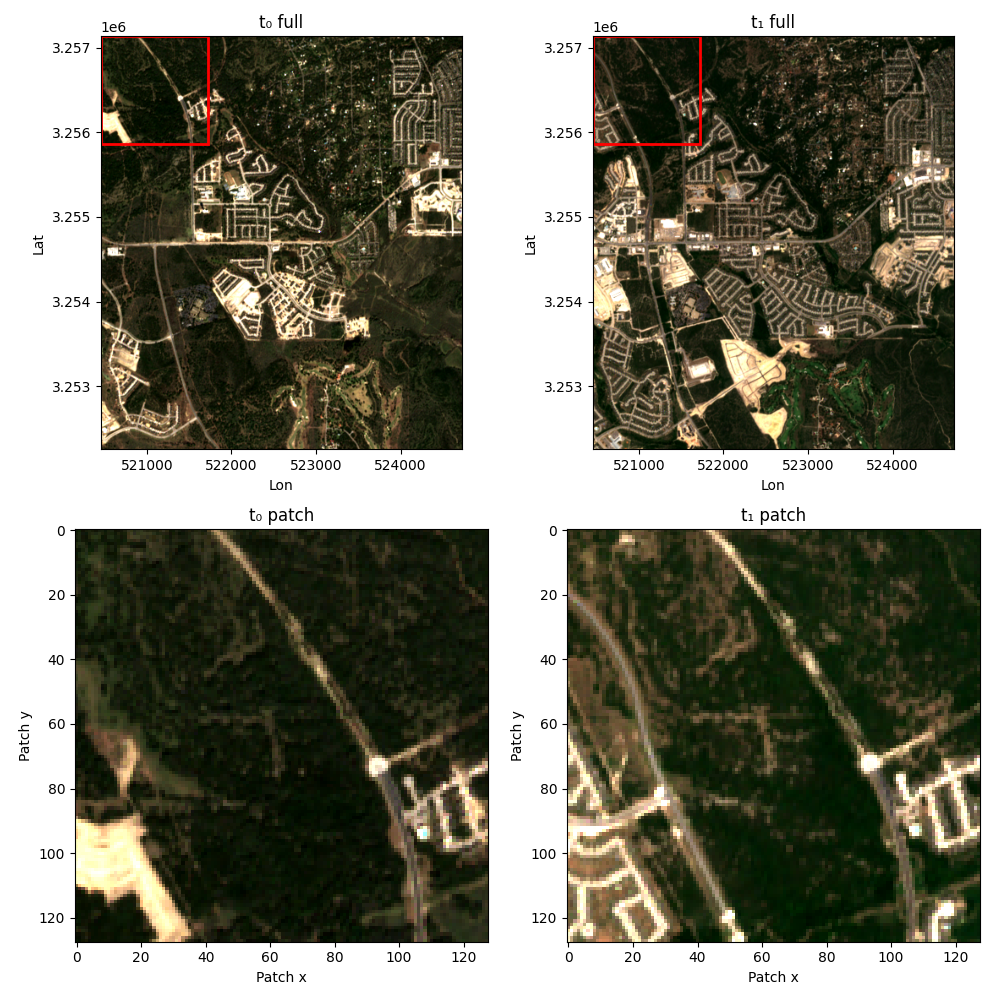 t₀ full
t₁ full
1e6
1e6
3.257
3.256
3.255
3.254
3.253
Lat
521000 522000 523000 524000
Lon
3.257
3.256
3.255
3.254
3.253
Lat
521000 522000 523000 524000
Lon
t₀ patch
t₁ patch
0
20
40
60
80
100
120
Patch y
0 20 40 60 80 100 120
Patch x
0
20
40
60
80
100
120
Patch y
0 20 40 60 80 100 120
Patch x